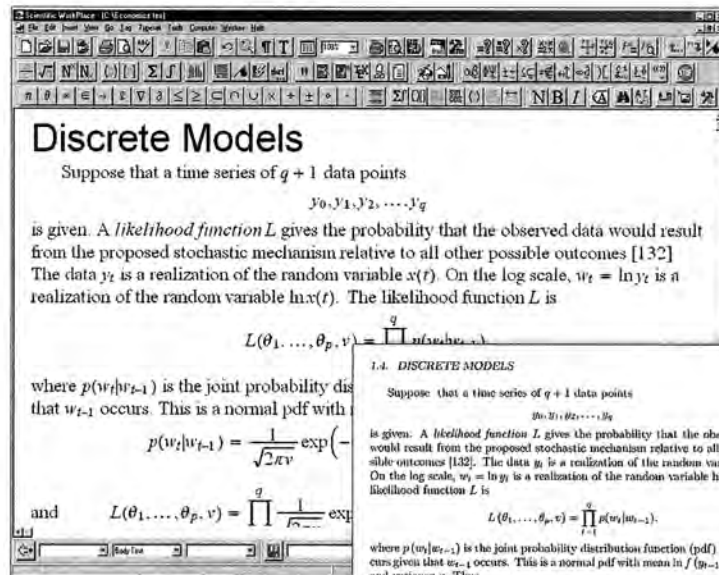 Scientific WorkPlace - [C:\Economics.tex]
File Edit Insert View Go Tag Typeset Tools Compute Window Help
N B I
Discrete Models
Suppose that a time series of q + 1 data points
y₀, y₁, y₂, ..., y_q
is given. A likelihood function L gives the probability that the observed data would result
from the proposed stochastic mechanism relative to all other possible outcomes [132]
The data y_t is a realization of the random variable x(t). On the log scale, w_t = ln y_t is a
realization of the random variable ln x(t). The likelihood function L is
L(θ₁, ..., θ_p, v) = ∏ q p(w_t|w_{t-1})
where p(w_t|w_{t-1}) is the joint probability dis
that w_{t-1} occurs. This is a normal pdf with
p(w_t|w_{t-1}) = 1/√(2πv) exp(-
and L(θ₁, ..., θ_p, v) = ∏ q 1/√2πv exp
Body Text
1.4. DISCRETE MODELS
Suppose that a time series of q + 1 data points
y₀, y₁, y₂, ..., y_q
is given. A likelihood function L gives the probability that the obs
would result from the proposed stochastic mechanism relative to all
sible outcomes [132]. The data y_t is a realization of the random var
On the log scale, w_t = ln y_t is a realization of the random variable l
likelihood function L is
L(θ₁, ..., θ_p, v) = ∏_{t=1}^{q} p(w_t|w_{t-1}).
where p(w_t|w_{t-1}) is the joint probability distribution function (pdf)
curs given that w_{t-1} occurs. This is a normal pdf with mean ln f(y_{t-1}